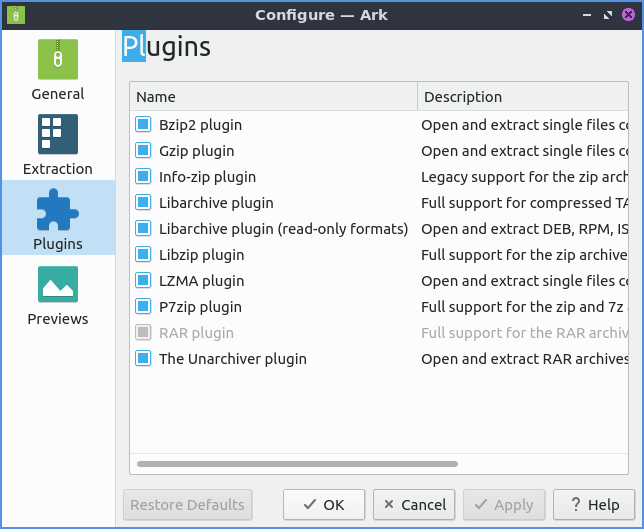 Configure — Ark
General
Extraction
Plugins
Previews
Plugins
Name Description
Bzip2 plugin Open and extract single files co
Gzip plugin Open and extract single files co
Info-zip plugin Legacy support for the zip arch
Libarchive plugin Full support for compressed TA
Libarchive plugin (read-only formats) Open and extract DEB, RPM, IS
Libzip plugin Full support for the zip archive
LZMA plugin Open and extract single files co
P7zip plugin Full support for the zip and 7z
RAR plugin Full support for the RAR archiv
The Unarchiver plugin Open and extract RAR archives
Restore Defaults OK Cancel Apply ? Help